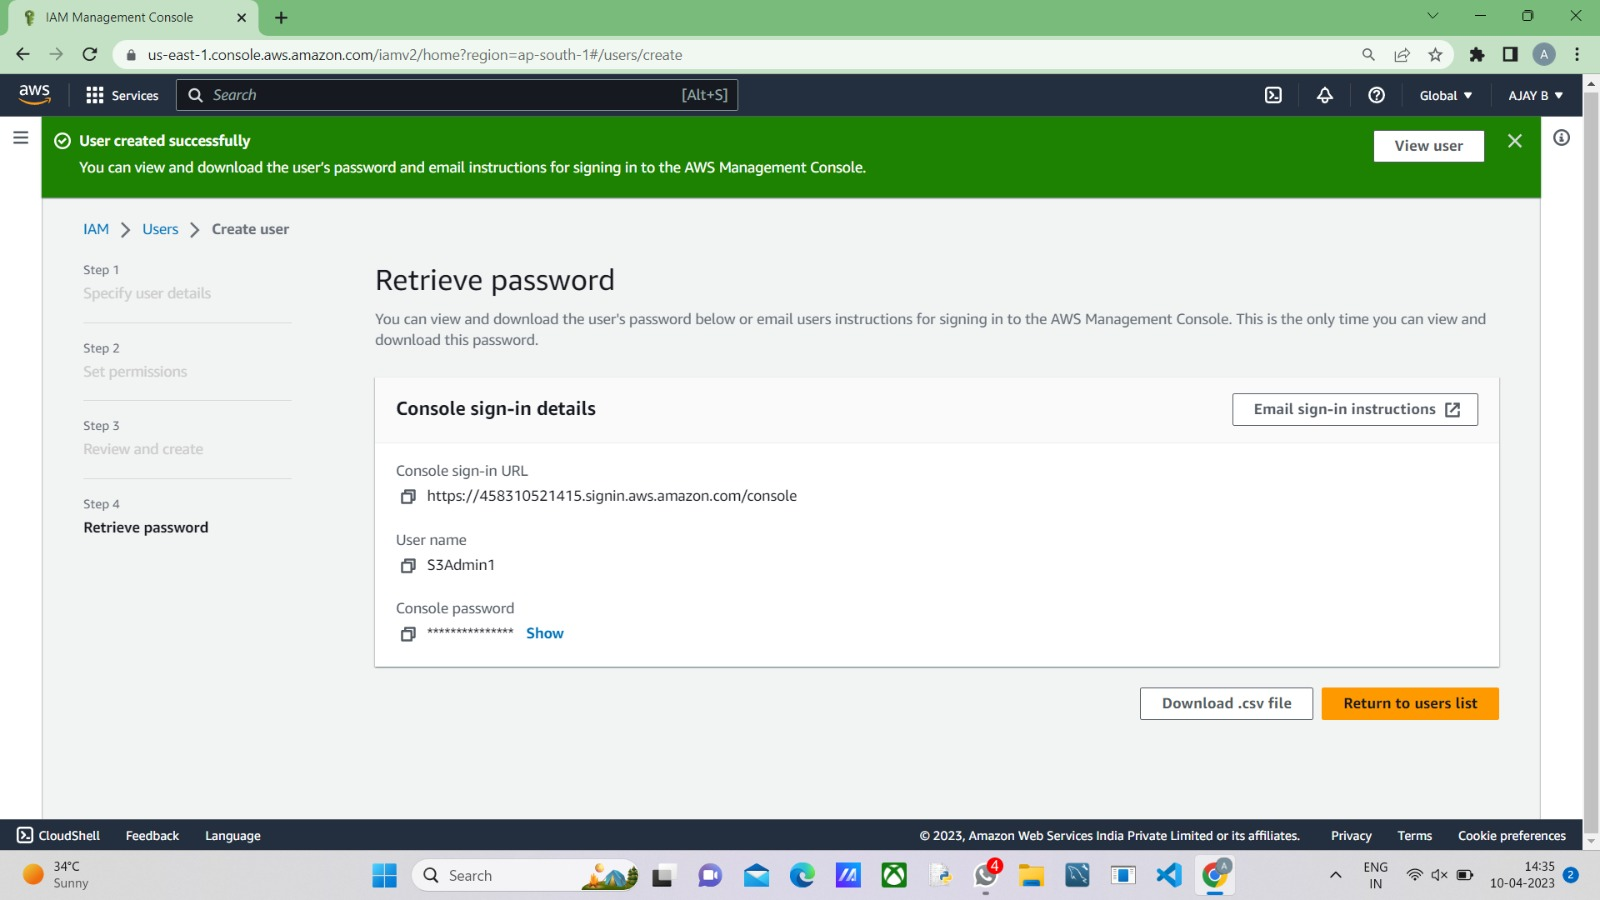 IAM Management Console
us-east-1.console.aws.amazon.com/iamv2/home?region=ap-south-1#/users/create
A
aws
Services
Search
[Alt+S]
Global
AJAY B
User created successfully
You can view and download the user's password and email instructions for signing in to the AWS Management Console.
View user
IAM
Users
Create user
Step 1
Specify user details
Step 2
Set permissions
Step 3
Review and create
Step 4
Retrieve password
Retrieve password
You can view and download the user's password below or email users instructions for signing in to the AWS Management Console. This is the only time you can view and
download this password.
Console sign-in details
Email sign-in instructions
Console sign-in URL
https://458310521415.signin.aws.amazon.com/console
User name
S3Admin1
Console password
*************** Show
Download .csv file
Return to users list
CloudShell
Feedback
Language
© 2023, Amazon Web Services India Private Limited or its affiliates.
Privacy
Terms
Cookie preferences
34°C
Sunny
Search
4
A
ENG
IN
14:35
10-04-2023
2